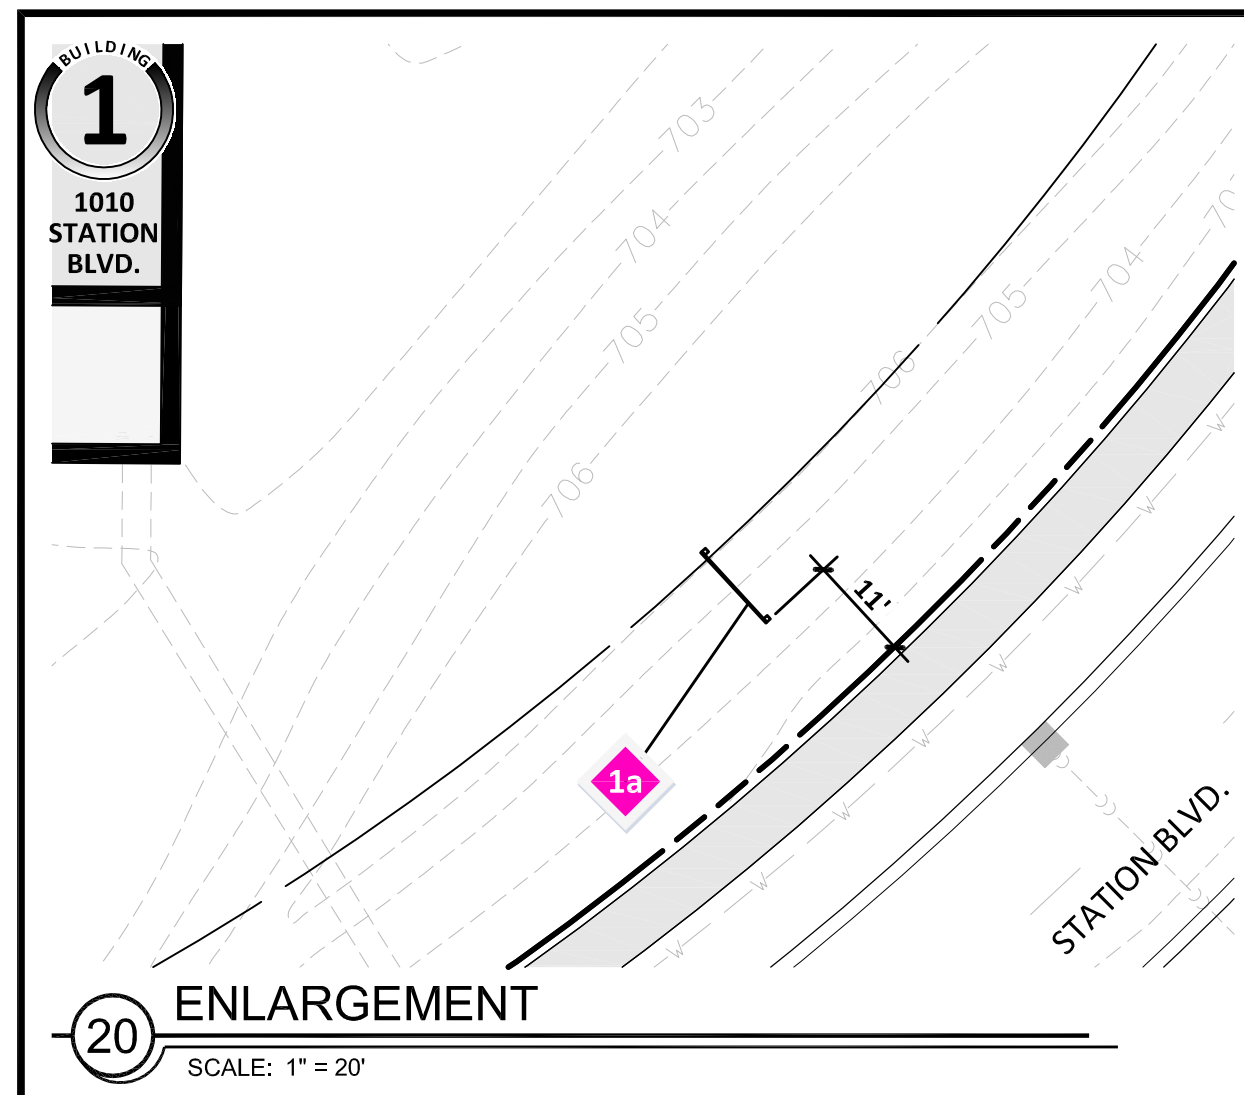 BUILDING
1
1010
STATION
BLVD.
703
704
705
706
706
705
704
70
11'
1a
W
W
W
W
W
W
W
W
STATION BLVD.
20
ENLARGEMENT
SCALE: 1" = 20'